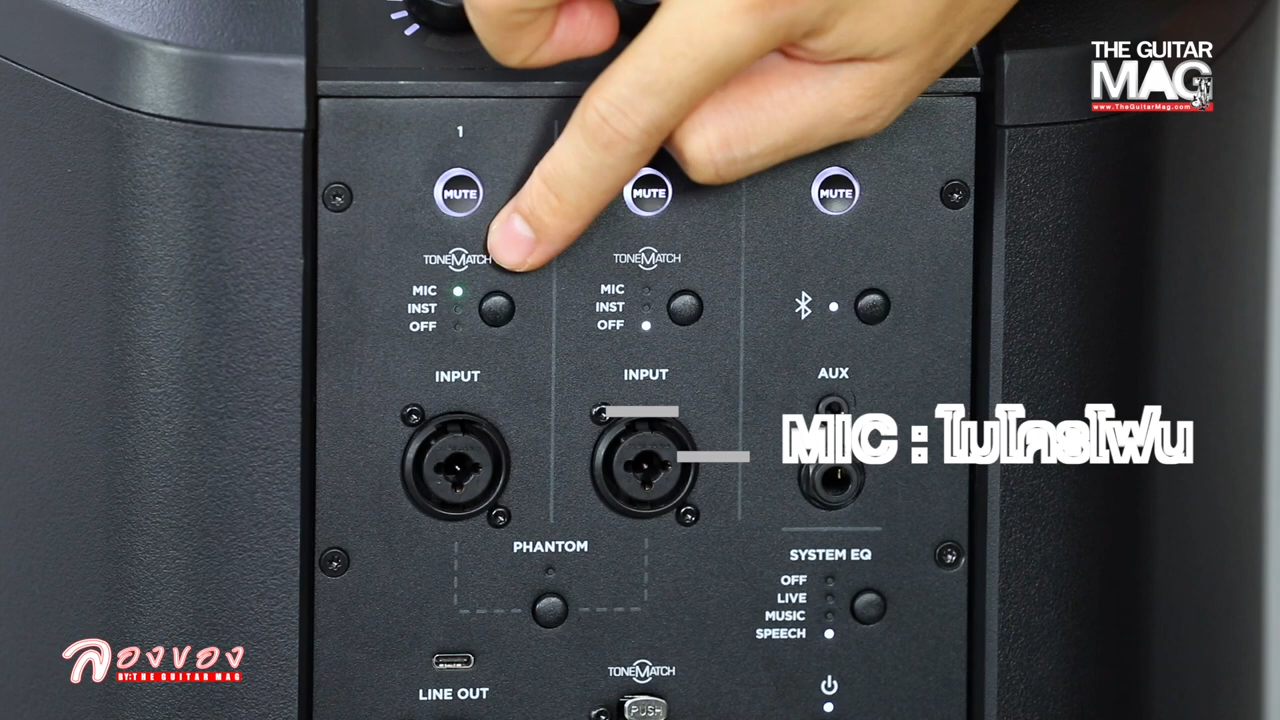 THE GUITAR
MAG
www.TheGuitarMag.com
1
MUTE
MUTE
MUTE
TONEMATCH
TONEMATCH
MIC
INST
OFF
MIC
INST
OFF
INPUT
INPUT
AUX
MIC : ไมโครโฟน
PHANTOM
SYSTEM EQ
OFF
LIVE
MUSIC
SPEECH
ลองของ
BY:THE GUITAR MAG
LINE OUT
TONEMATCH
PUSH